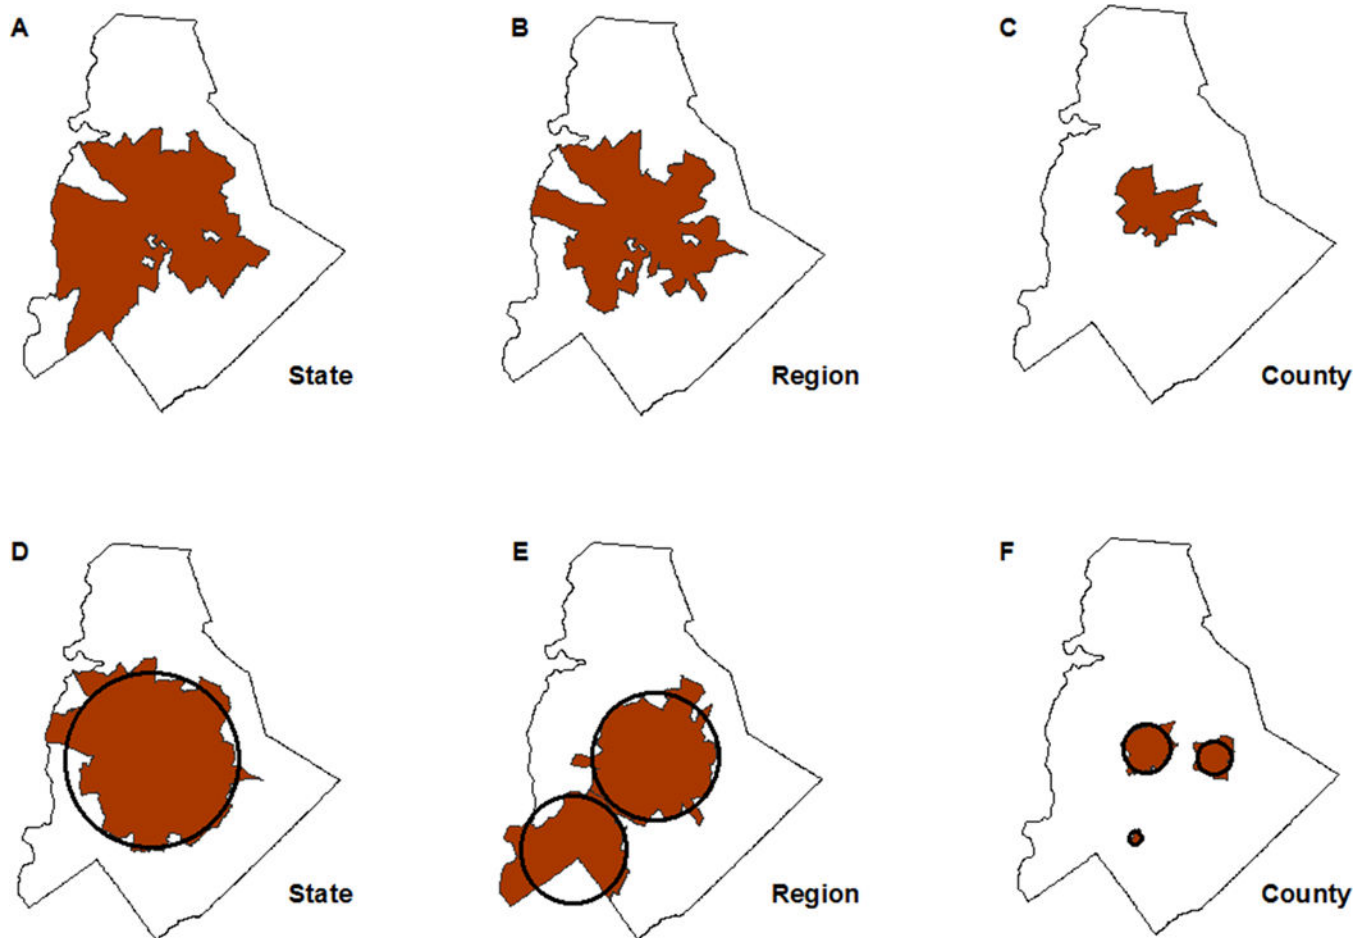 A
B
C
State
Region
County
D
E
F
State
Region
County